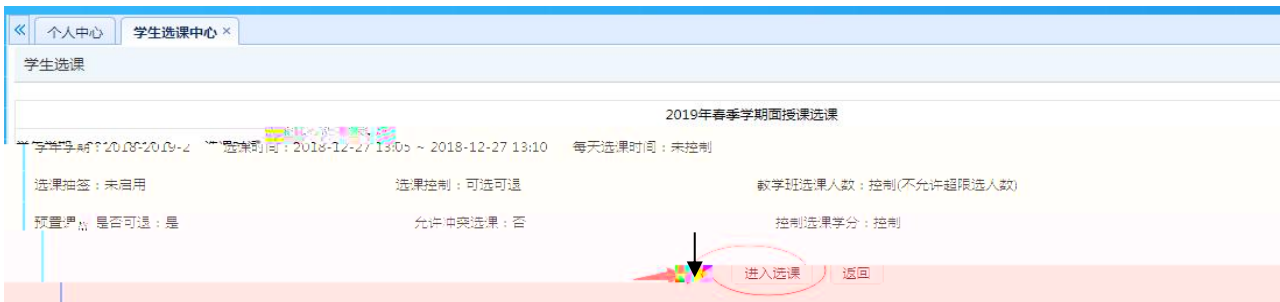 个人中心 学生选课中心 ×
学生选课
2019年春季学期面授课选课
学年学期：2018-2019-2 选课时间：2018-12-27 13:05 ~ 2018-12-27 13:10 每天选课时间：未控制
选课抽签：未启用 选课控制：可选可退 教学班选课人数：控制(不允许超限选人数)
预置课 是否可退：是 允许冲突选课：否 控制选课学分：控制
进入选课 返回